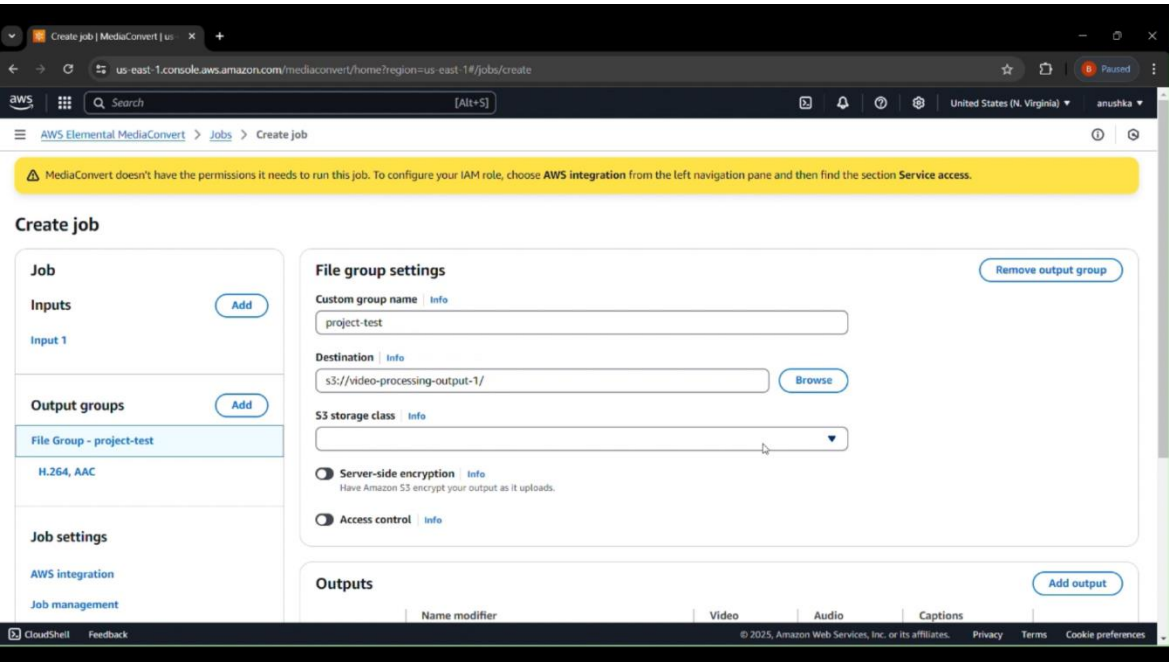 Create job | MediaConvert | us-
us-east-1.console.aws.amazon.com/mediaconvert/home?region=us-east-1#/jobs/create
B Paused
aws
Search [Alt+S]
United States (N. Virginia)
anushka
AWS Elemental MediaConvert > Jobs > Create job
MediaConvert doesn't have the permissions it needs to run this job. To configure your IAM role, choose AWS integration from the left navigation pane and then find the section Service access.
Create job
Job
Inputs
Add
Input 1
Output groups
Add
File Group - project-test
H.264, AAC
Job settings
AWS integration
Job management
File group settings
Remove output group
Custom group name Info
project-test
Destination Info
s3://video-processing-output-1/
Browse
S3 storage class Info
Server-side encryption Info
Have Amazon S3 encrypt your output as it uploads.
Access control Info
Outputs
Add output
Name modifier Video Audio Captions
CloudShell Feedback
© 2025, Amazon Web Services, Inc. or its affiliates. Privacy Terms Cookie preferences